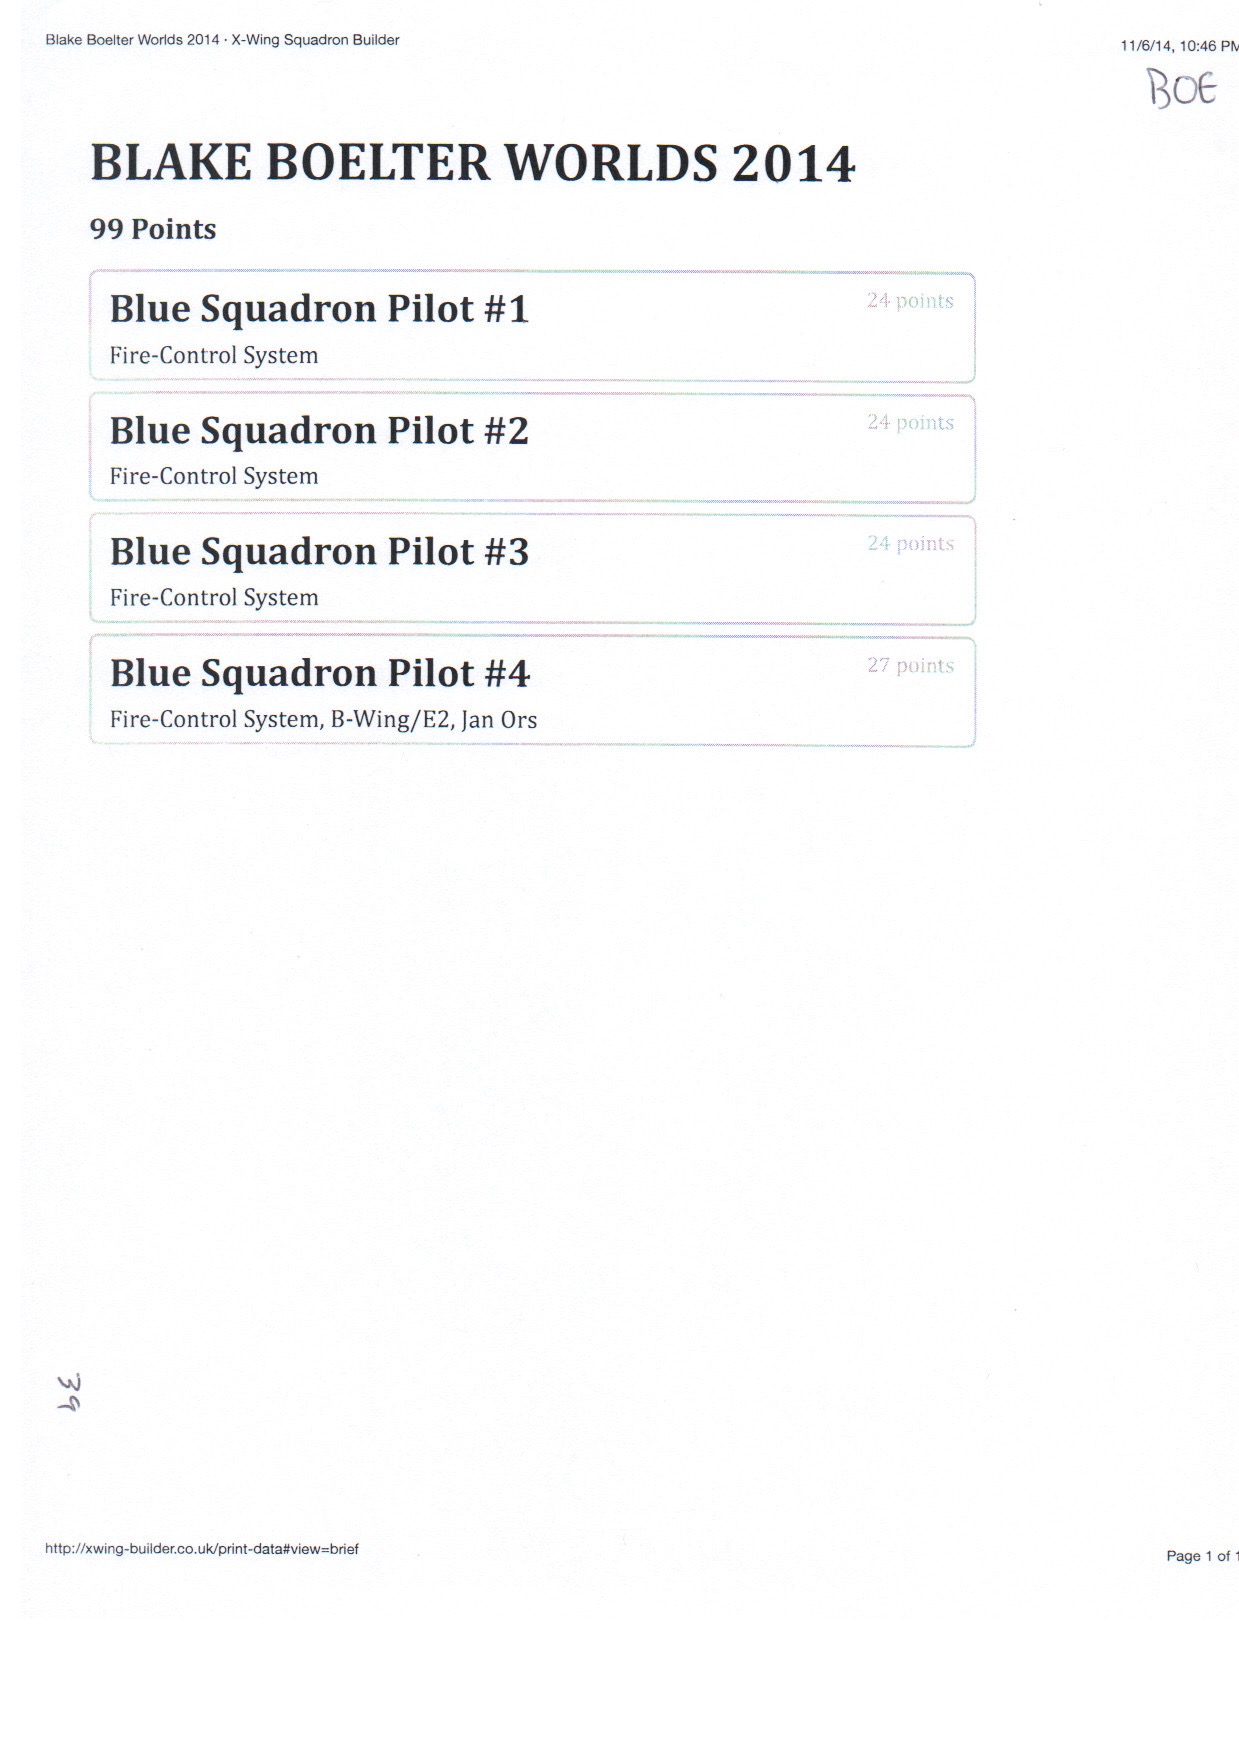 Blake Boelter Worlds 2014 · X-Wing Squadron Builder
11/6/14, 10:46 PM
BOE
BLAKE BOELTER WORLDS 2014
99 Points
Blue Squadron Pilot #1
24 points
Fire-Control System
Blue Squadron Pilot #2
24 points
Fire-Control System
Blue Squadron Pilot #3
24 points
Fire-Control System
Blue Squadron Pilot #4
27 points
Fire-Control System, B-Wing/E2, Jan Ors
39
http://xwing-builder.co.uk/print-data#view=brief
Page 1 of 1